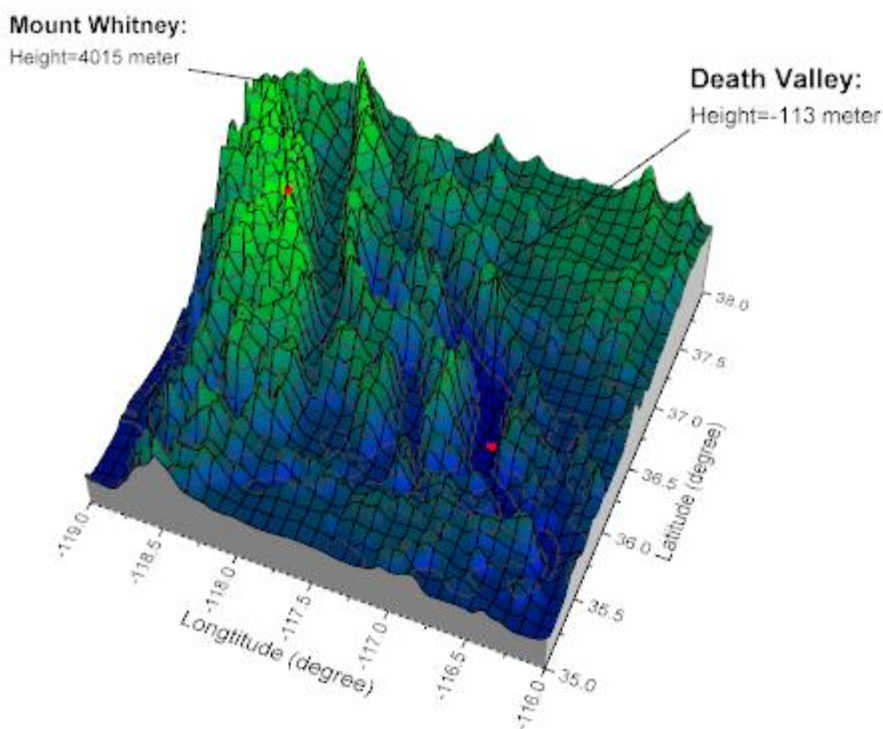 Mount Whitney:
Height=4015 meter
Death Valley:
Height=-113 meter
38.0
37.5
37.0
36.5
36.0
35.5
35.0
Latitude (degree)
-119.0
-118.5
-118.0
-117.5
-117.0
-116.5
-116.0
Longtitude (degree)